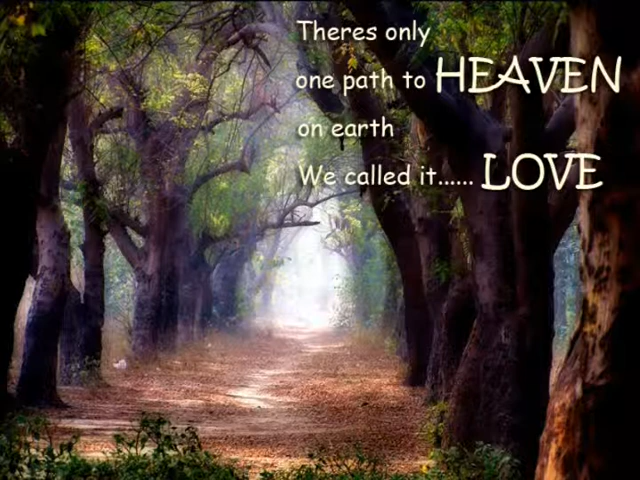 Theres only
one path to HEAVEN
on earth
We called it...... LOVE